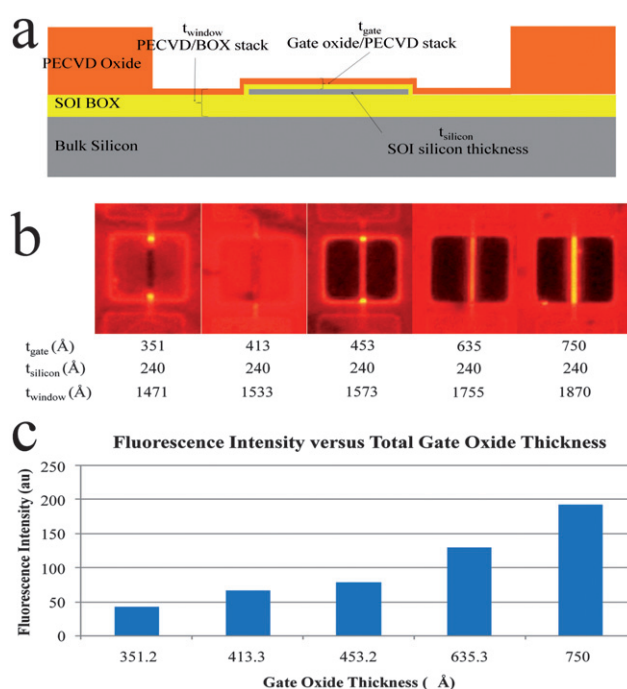 a
t_window
PECVD/BOX stack
t_gate
Gate oxide/PECVD stack
PECVD Oxide
SOI BOX
t_silicon
SOI silicon thickness
Bulk Silicon
b
t_gate (Å) 351 413 453 635 750
t_silicon (Å) 240 240 240 240 240
t_window (Å) 1471 1533 1573 1755 1870
c
Fluorescence Intensity versus Total Gate Oxide Thickness
Fluorescence Intensity (au)
250
200
150
100
50
0
351.2 413.3 453.2 635.3 750
Gate Oxide Thickness ( Å)